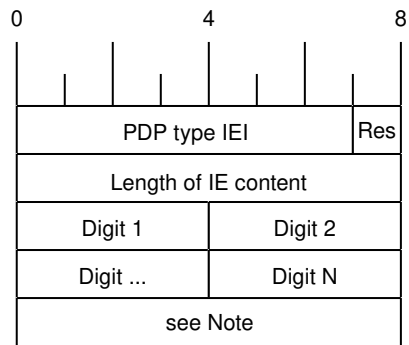 0 4 8
PDP type IEI Res
Length of IE content
Digit 1 Digit 2
Digit ... Digit N
see Note